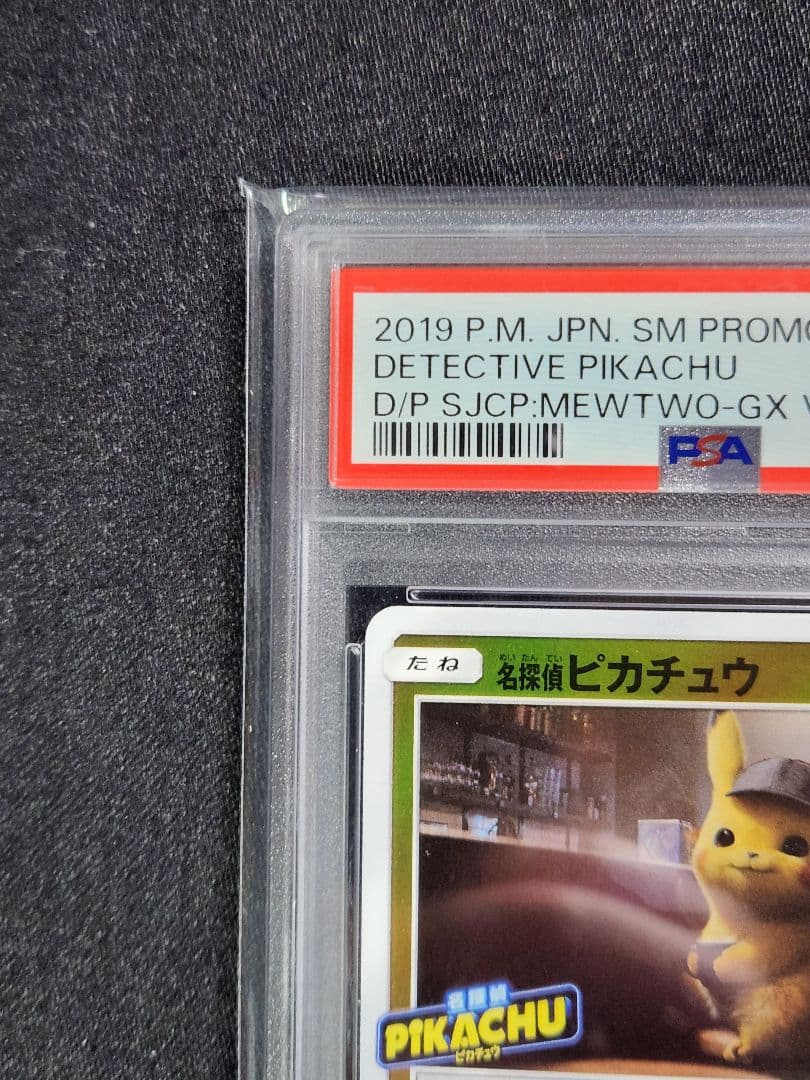 2019 P.M. JPN. SM PROMO
DETECTIVE PIKACHU
D/P SJCP:MEWTWO-GX
PSA
たね
めい たん てい
名探偵ピカチュウ
名探偵
PIKACHU
ピカチュウ